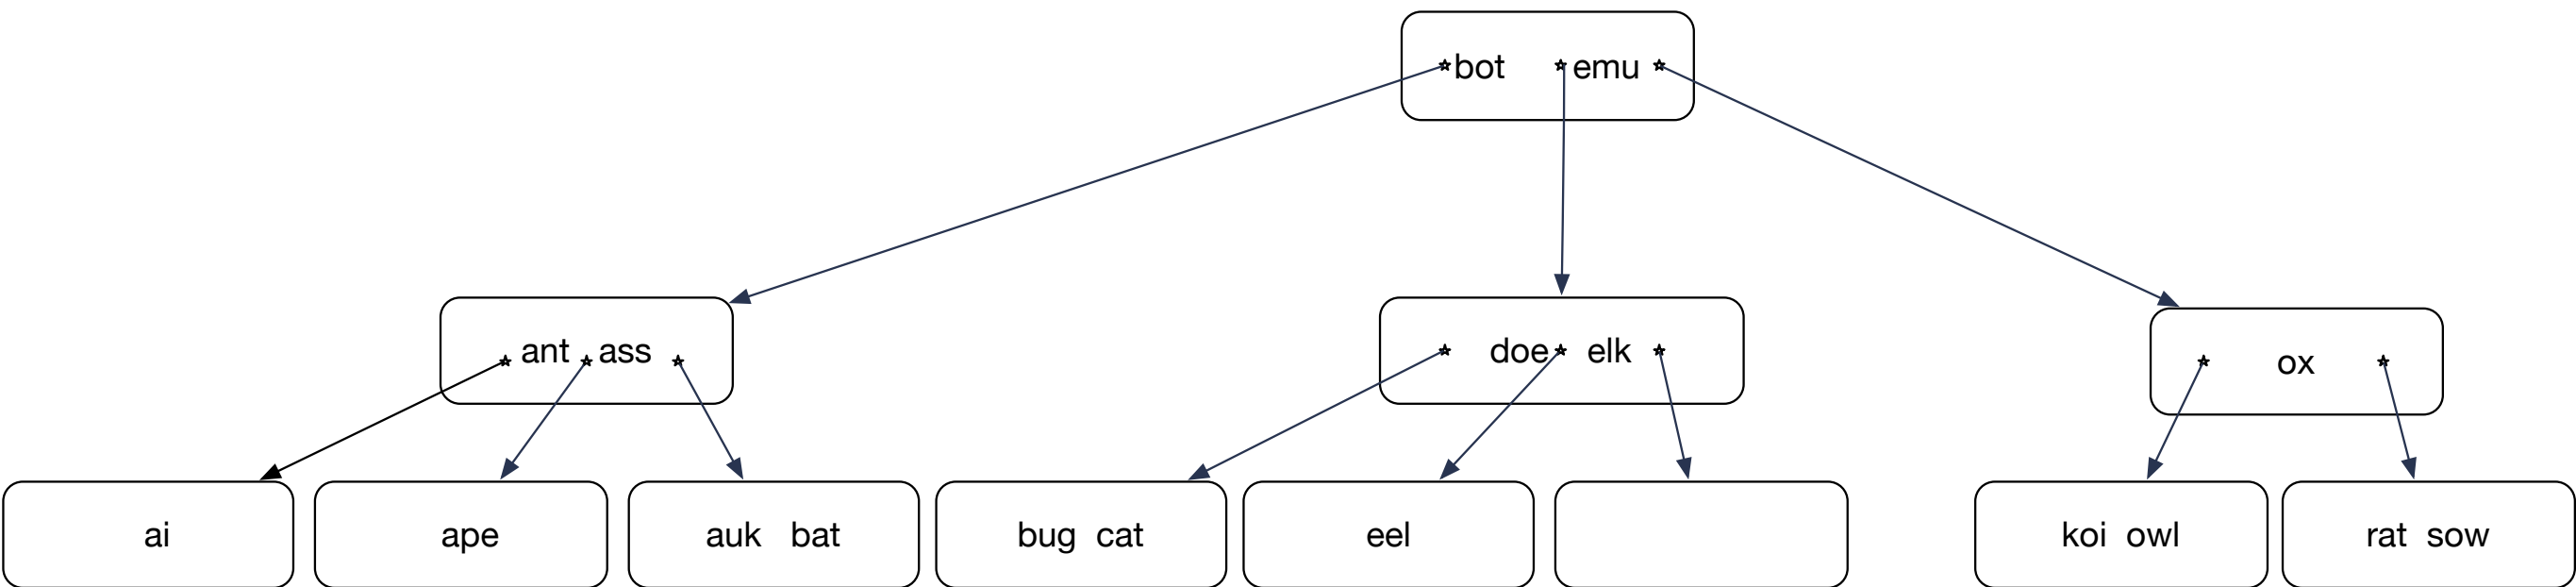 bot emu
ant ass
doe elk
ox
ai
ape
auk bat
bug cat
eel
koi owl
rat sow